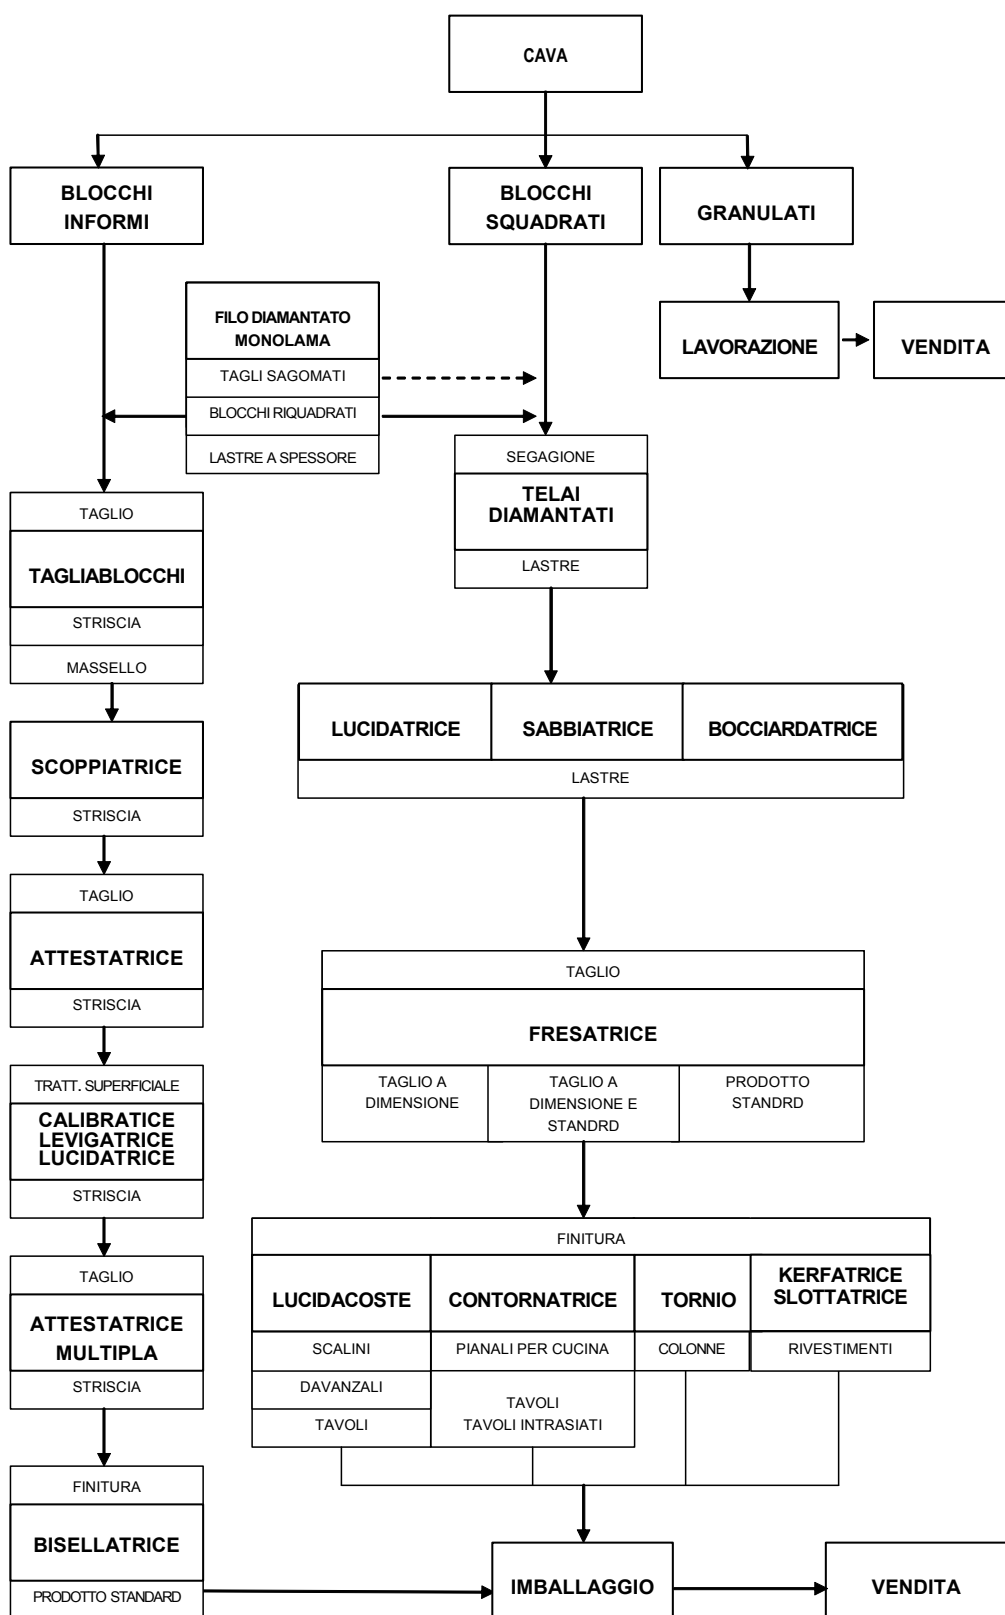 CAVA
BLOCCHI
INFORMI
BLOCCHI
SQUADRATI
GRANULATI
FILO DIAMANTATO
MONOLAMA
TAGLI SAGOMATI
BLOCCHI RIQUADRATI
LASTRE A SPESSORE
LAVORAZIONE
VENDITA
SEGAGIONE
TELAI
DIAMANTATI
LASTRE
TAGLIO
TAGLIABLOCCHI
STRISCIA
MASSELLO
LUCIDATRICE
SABBIATRICE
BOCCIARDATRICE
LASTRE
SCOPPIATRICE
STRISCIA
TAGLIO
ATTESTATRICE
STRISCIA
TAGLIO
FRESATRICE
TAGLIO A
DIMENSIONE
TAGLIO A
DIMENSIONE E
STANDRD
PRODOTTO
STANDRD
TRATT. SUPERFICIALE
CALIBRATICE
LEVIGATRICE
LUCIDATRICE
STRISCIA
TAGLIO
ATTESTATRICE
MULTIPLA
STRISCIA
FINITURA
LUCIDACOSTE
SCALINI
DAVANZALI
TAVOLI
CONTORNATRICE
PIANALI PER CUCINA
TAVOLI
TAVOLI INTRASIATI
TORNIO
COLONNE
KERFATRICE
SLOTTATRICE
RIVESTIMENTI
FINITURA
BISELLATRICE
PRODOTTO STANDARD
IMBALLAGGIO
VENDITA